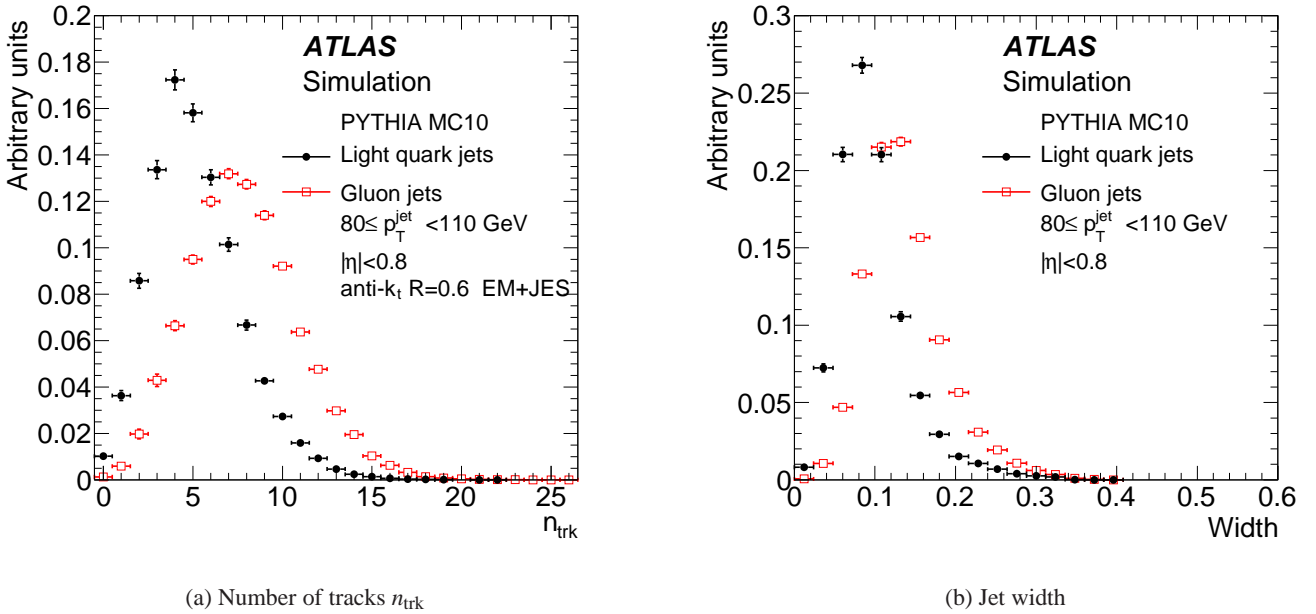 Arbitrary units
0.2
0.18
0.16
0.14
0.12
0.1
0.08
0.06
0.04
0.02
0
0 5 10 15 20 25
n_trk
ATLAS
Simulation
PYTHIA MC10
Light quark jets
Gluon jets
80≤ p_T^jet <110 GeV
|η|<0.8
anti-k_t R=0.6 EM+JES
(a) Number of tracks n_trk
Arbitrary units
0.3
0.25
0.2
0.15
0.1
0.05
0
0 0.1 0.2 0.3 0.4 0.5 0.6
Width
ATLAS
Simulation
PYTHIA MC10
Light quark jets
Gluon jets
80≤ p_T^jet <110 GeV
|η|<0.8
(b) Jet width